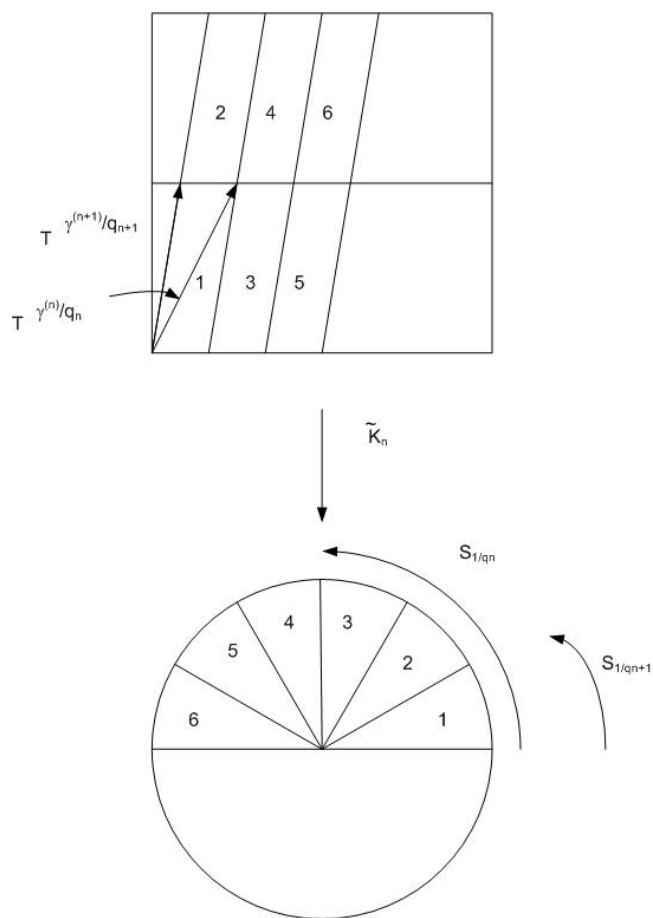 2 4 6
T γ⁽ⁿ⁺¹⁾/qₙ₊₁
1 3 5
T γ⁽ⁿ⁾/qₙ
K̃ₙ
S₁/qn
4 3
S₁/qn+1
5 2
6 1